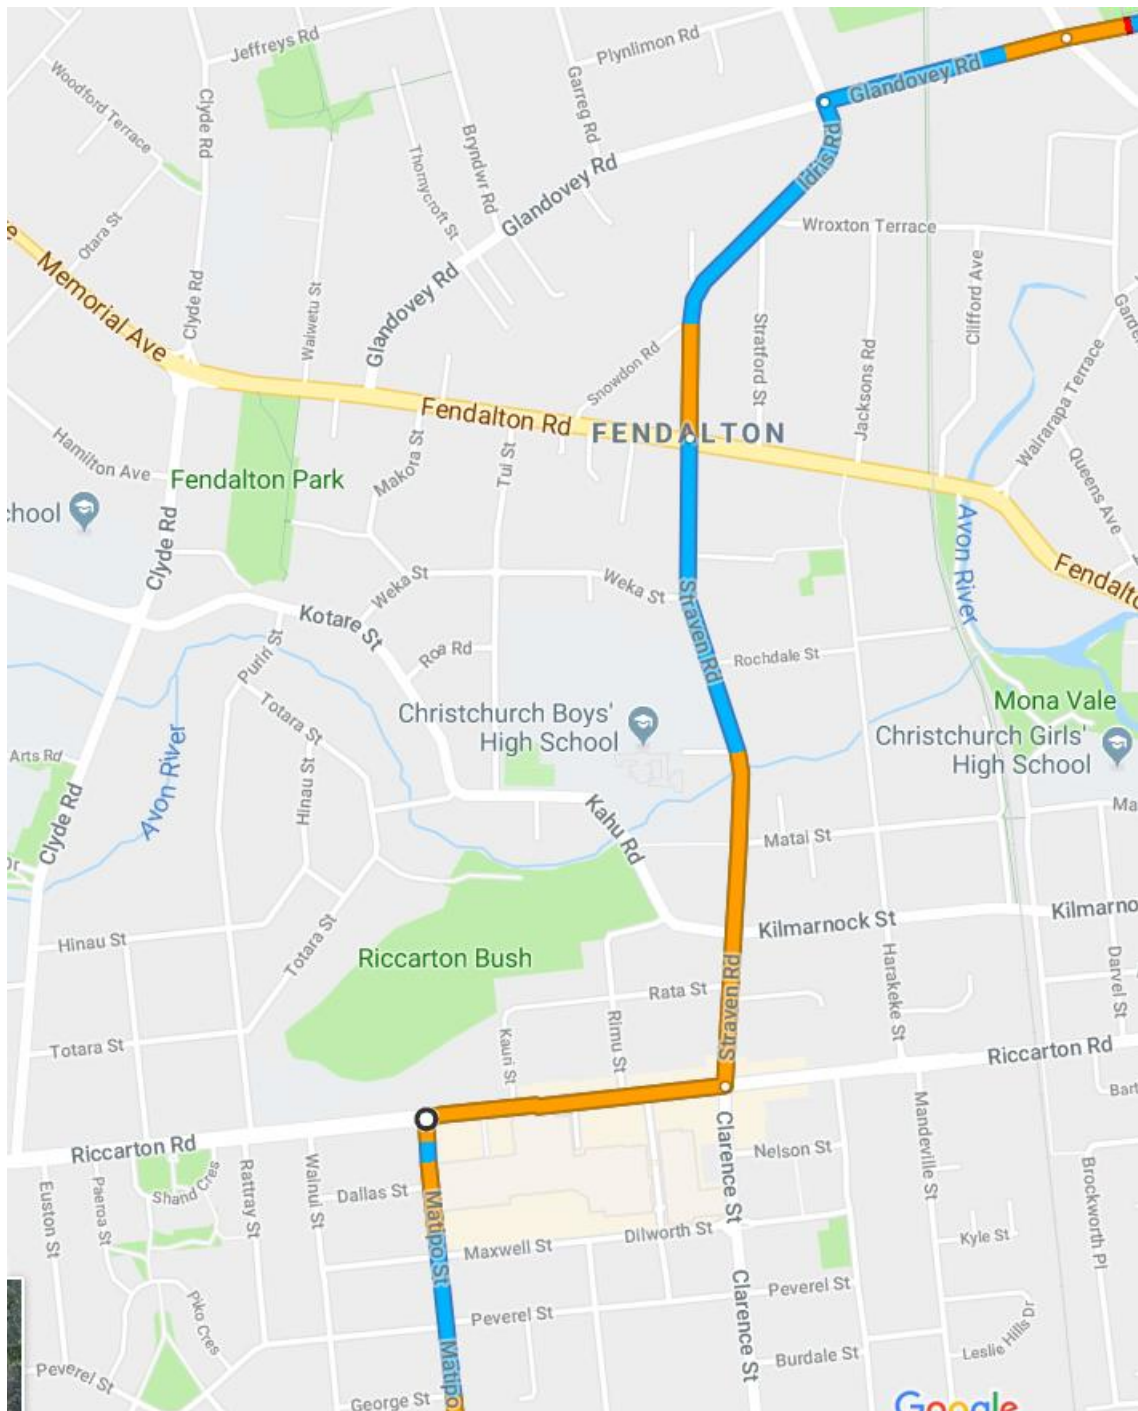 Jeffreys Rd
Plynlimon Rd
Woodford Terrace
Clyde Rd
Garreg Rd
Glandovey Rd
Bryndwr Rd
Thornycroft St
Idris Rd
Glandovey Rd
Otara St
Wroxton Terrace
Memorial Ave
Clyde Rd
Waiwetu St
Glandovey Rd
Clifford Ave
Stratford St
Snowdon Rd
Jacksons Rd
Wairarapa Terrace
Fendalton Rd
FENDALTON
Hamilton Ave
Makora St
Tui St
Queens Ave
Fendalton Park
Clyde Rd
Avon River
Weka St
Weka St
Straven Rd
Kotare St
Puriri St
Roa Rd
Rochdale St
Totara St
Christchurch Boys'
High School
Mona Vale
Christchurch Girls'
High School
Arts Rd
Avon River
Hinau St
Clyde Rd
Kahu Rd
Matai St
Hinau St
Totara St
Kilmarnock St
Riccarton Bush
Harakeke St
Darvel St
Straven Rd
Rata St
Rimu St
Kauri St
Totara St
Riccarton Rd
Riccarton Rd
Clarence St
Mandeville St
Nelson St
Brockworth Pl
Euston St
Paeroa St
Shand Cres
Rattray St
Walnui St
Dallas St
Matipo St
Maxwell St
Dilworth St
Kyle St
Piko Cres
Peverel St
Peverel St
Clarence St
Leslie Hills Dr
Burdale St
Peverel St
Matipo
George St
Google